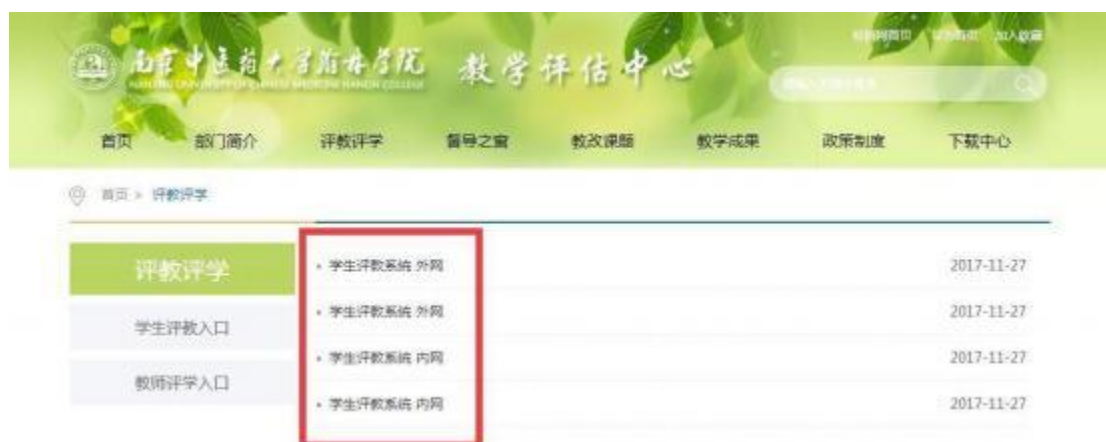 南京中医药大学翰林学院 教学评估中心
首页 部门简介 评教评学 督导之窗 教改课题 教学成果 政策制度 下载中心
首页 > 评教评学
评教评学
学生评教入口
教师评学入口
• 学生评教系统 外网 2017-11-27
• 学生评教系统 外网 2017-11-27
• 学生评教系统 内网 2017-11-27
• 学生评教系统 内网 2017-11-27